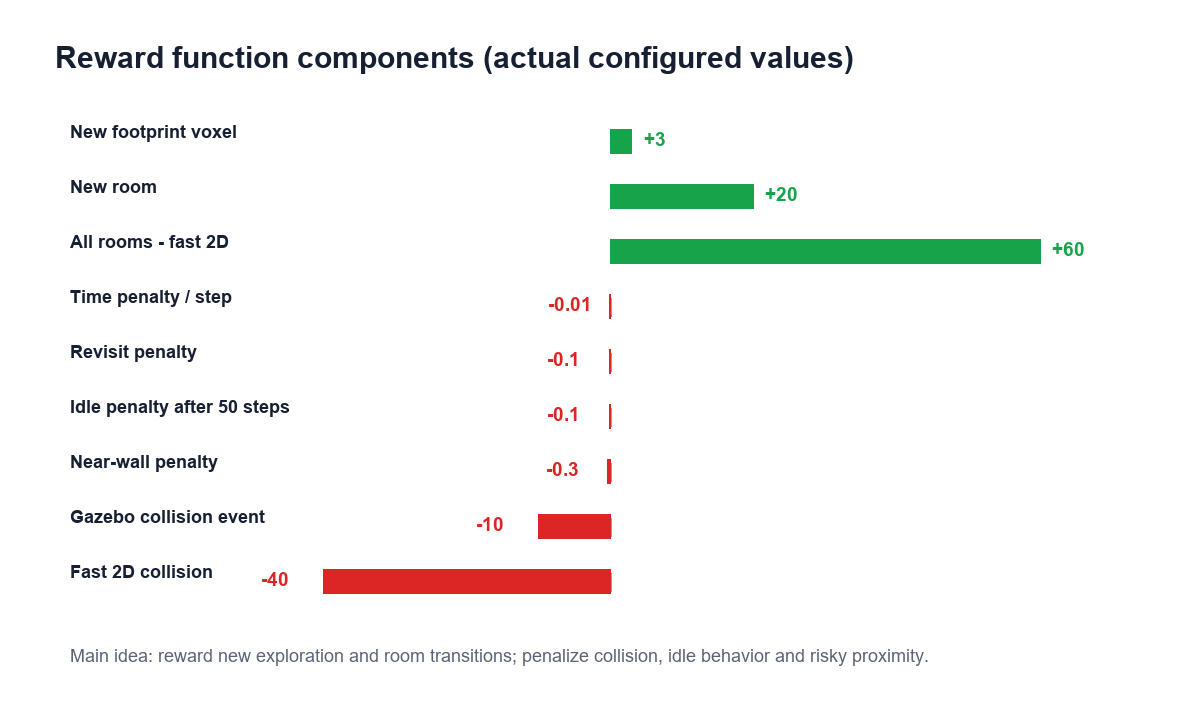 Reward function components (actual configured values)
New footprint voxel +3
New room +20
All rooms - fast 2D +60
Time penalty / step -0.01
Revisit penalty -0.1
Idle penalty after 50 steps -0.1
Near-wall penalty -0.3
Gazebo collision event -10
Fast 2D collision -40
Main idea: reward new exploration and room transitions; penalize collision, idle behavior and risky proximity.